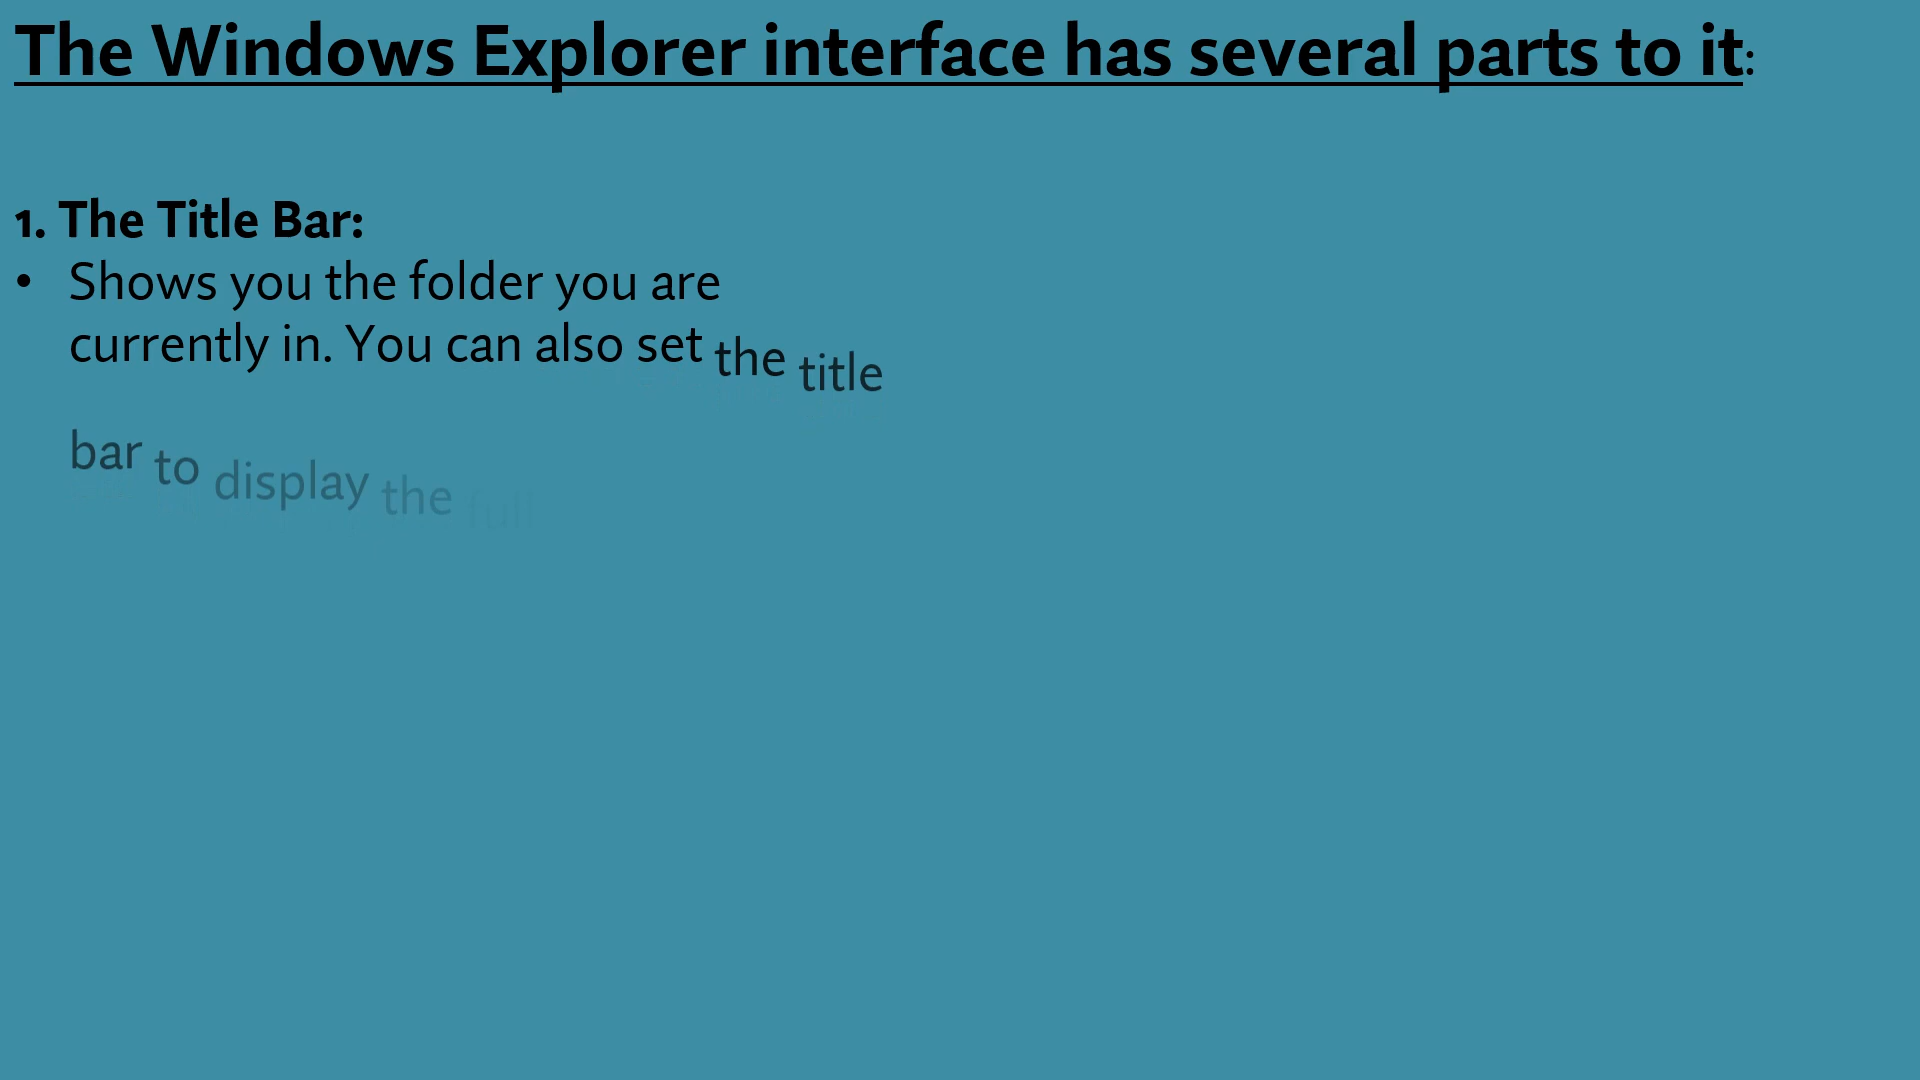 The Windows Explorer interface has several parts to it:
1. The Title Bar:
• Shows you the folder you are
currently in. You can also set the title
bar to display the full